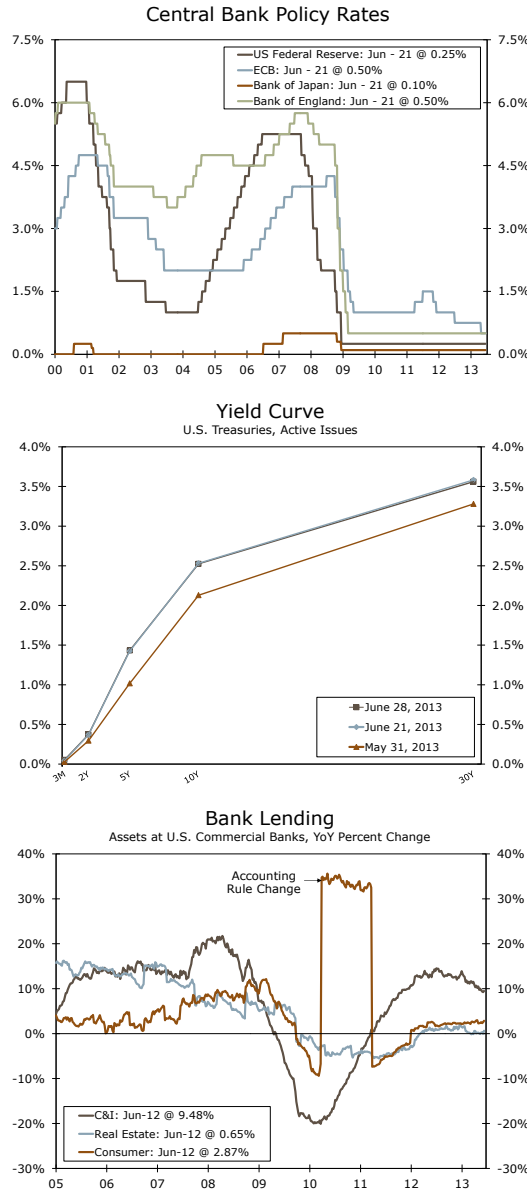 Central Bank Policy Rates
7.5% 7.5%
US Federal Reserve: Jun - 21 @ 0.25%
ECB: Jun - 21 @ 0.50%
Bank of Japan: Jun - 21 @ 0.10%
Bank of England: Jun - 21 @ 0.50%
6.0% 6.0%
4.5% 4.5%
3.0% 3.0%
1.5% 1.5%
0.0% 0.0%
00 01 02 03 04 05 06 07 08 09 10 11 12 13
Yield Curve
U.S. Treasuries, Active Issues
4.0% 4.0%
3.5% 3.5%
3.0% 3.0%
2.5% 2.5%
2.0% 2.0%
1.5% 1.5%
1.0% 1.0%
June 28, 2013
0.5% 0.5%
June 21, 2013
May 31, 2013
0.0% 0.0%
3M 2Y 5Y 10Y 30Y
Bank Lending
Assets at U.S. Commercial Banks, YoY Percent Change
40% 40%
Accounting
Rule Change
30% 30%
20% 20%
10% 10%
0% 0%
-10% -10%
-20% -20%
C&I: Jun-12 @ 9.48%
Real Estate: Jun-12 @ 0.65%
Consumer: Jun-12 @ 2.87%
-30% -30%
05 06 07 08 09 10 11 12 13